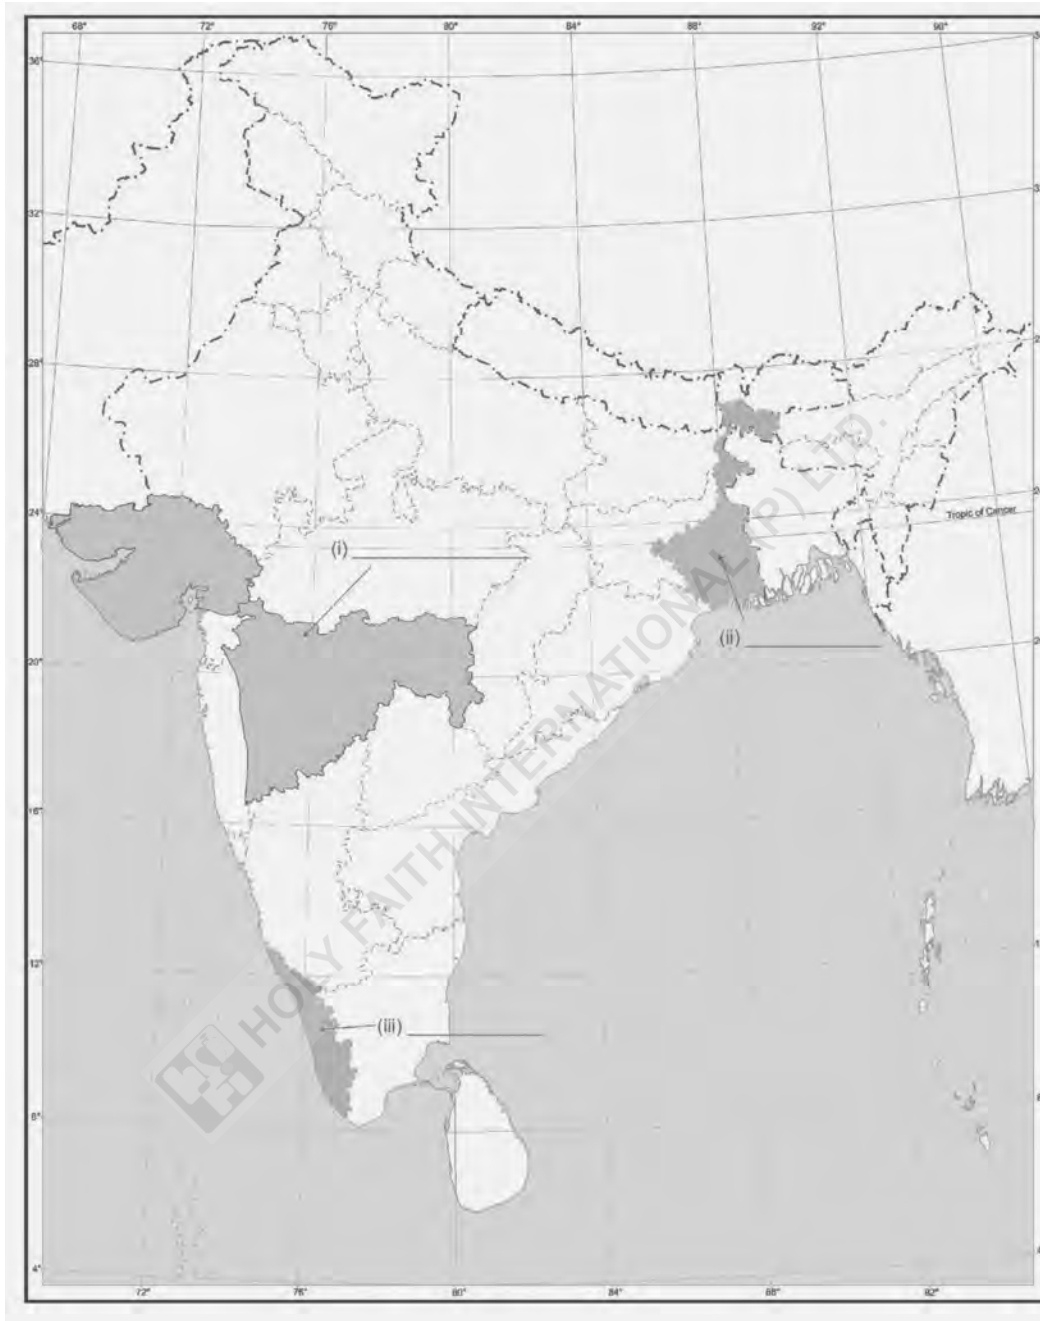 68° 72° 76° 80° 84° 88° 92° 96°
36°
32°
28°
24°
Tropic of Cancer
(i)
(ii)
20°
16°
12°
(iii)
8°
4°
72° 76° 80° 84° 88° 92°
HOLY FAITH INTERNATIONAL (P) LTD.